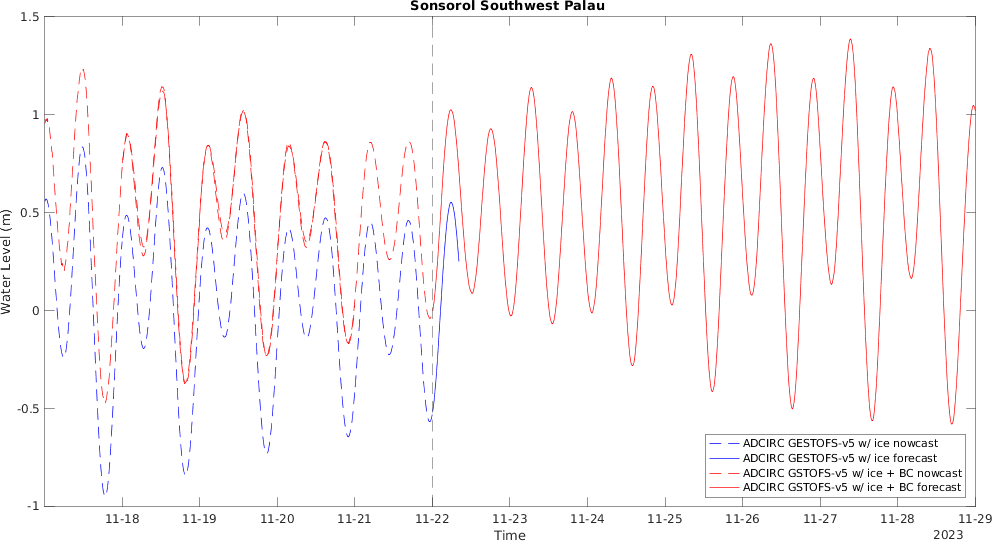 Sonsorol Southwest Palau
Water Level (m)
1.5
1
0.5
0
-0.5
-1
11-18
11-19
11-20
11-21
11-22
11-23
11-24
11-25
11-26
11-27
11-28
11-29
Time
2023
ADCIRC GESTOFS-v5 w/ ice nowcast
ADCIRC GESTOFS-v5 w/ ice forecast
ADCIRC GSTOFS-v5 w/ ice + BC nowcast
ADCIRC GSTOFS-v5 w/ ice + BC forecast